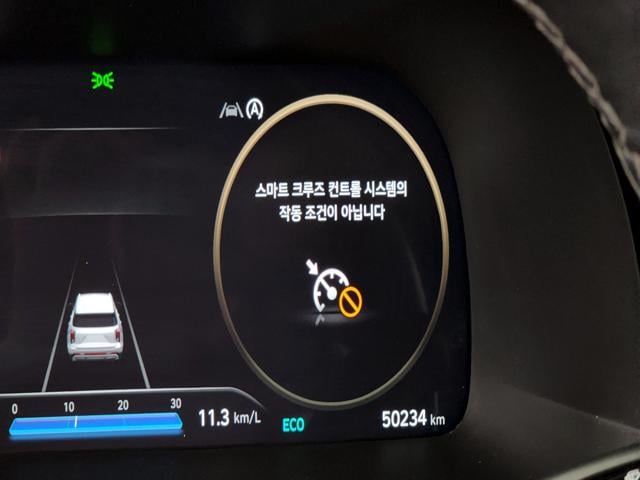 A
스마트 크루즈 컨트롤 시스템의
작동 조건이 아닙니다
0 10 20 30
11.3 km/L
ECO
50234 km